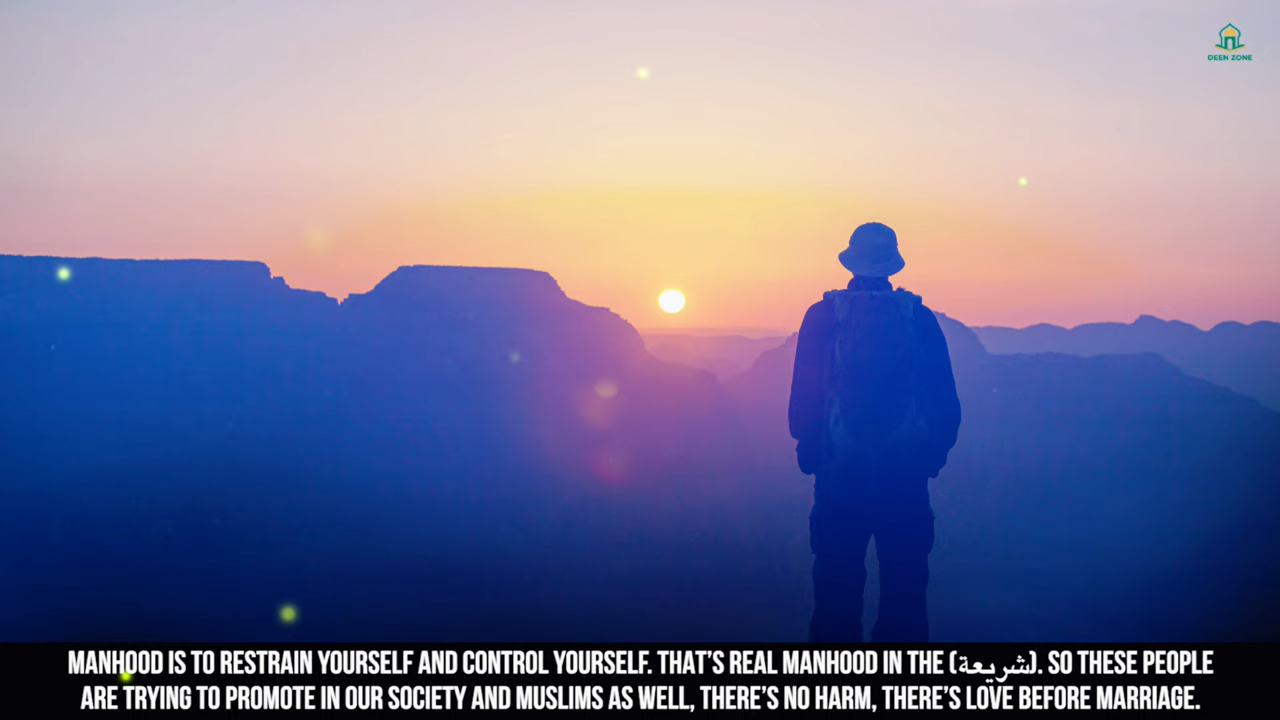 DEEN ZONE
MANHOOD IS TO RESTRAIN YOURSELF AND CONTROL YOURSELF. THAT'S REAL MANHOOD IN THE (شريعة). SO THESE PEOPLE
ARE TRYING TO PROMOTE IN OUR SOCIETY AND MUSLIMS AS WELL, THERE'S NO HARM, THERE'S LOVE BEFORE MARRIAGE.